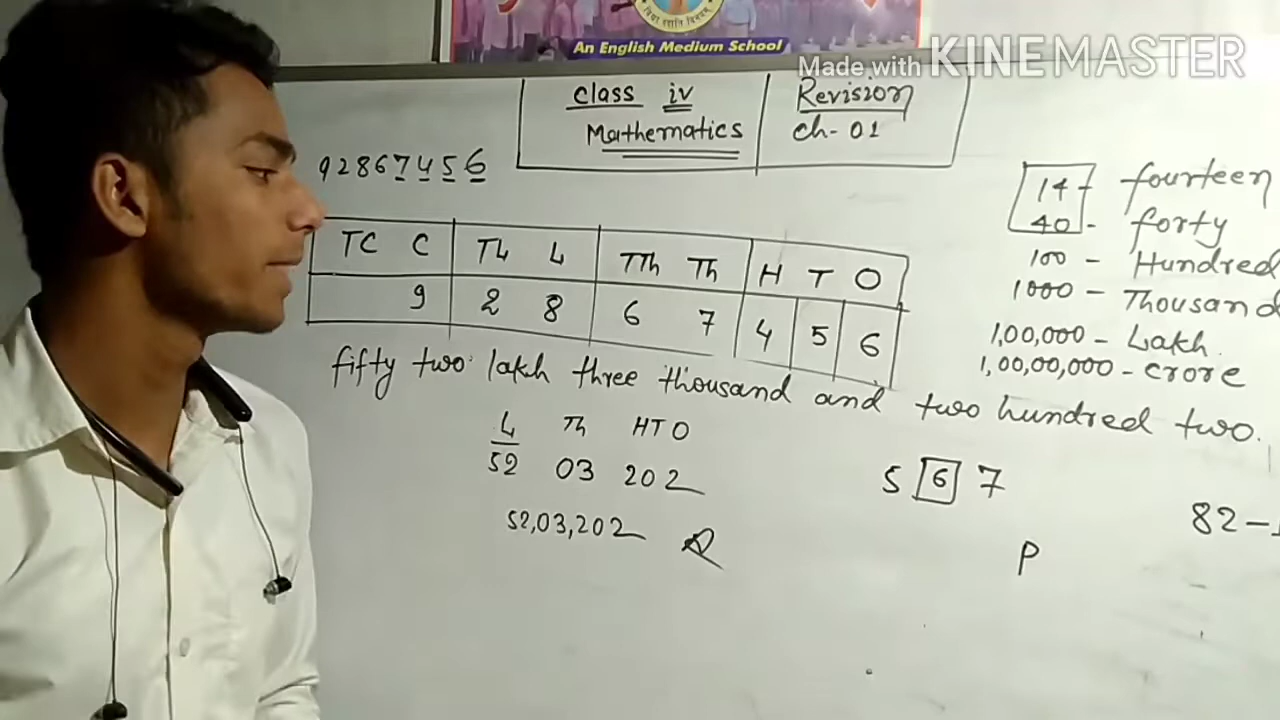 An English Medium School
Made with KINEMASTER
Class iv
Mathematics
Revision
Ch-01
92867456
TC C TL L TTh Th H T O
9 2 8 6 7 4 5 6
14 - fourteen
40 - forty
100 - Hundred
1000 - Thousand
1,00,000 - Lakh.
1,00,00,000 - crore
fifty two lakh three thousand and two hundred two.
L Th HTO
52 03 202
52,03,202
5 6 7
82-
P